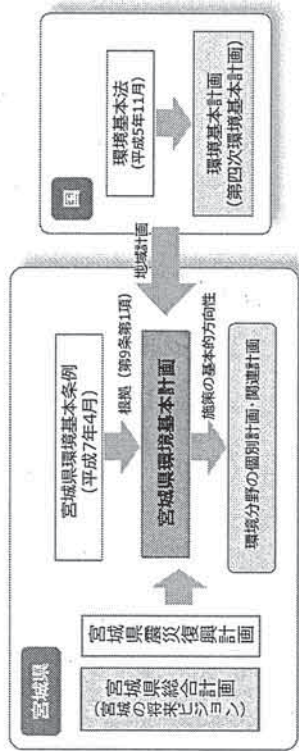 宮城県
宮城県総合計画
(宮城の将来ビジョン)
宮城県震災復興計画
宮城県環境基本条例
(平成7年4月)
根拠(第9条第1項)
宮城県環境基本計画
施策の基本的方向性
環境分野の個別計画・関連計画
地域計画
国
環境基本法
(平成5年11月)
環境基本計画
(第四次環境基本計画)